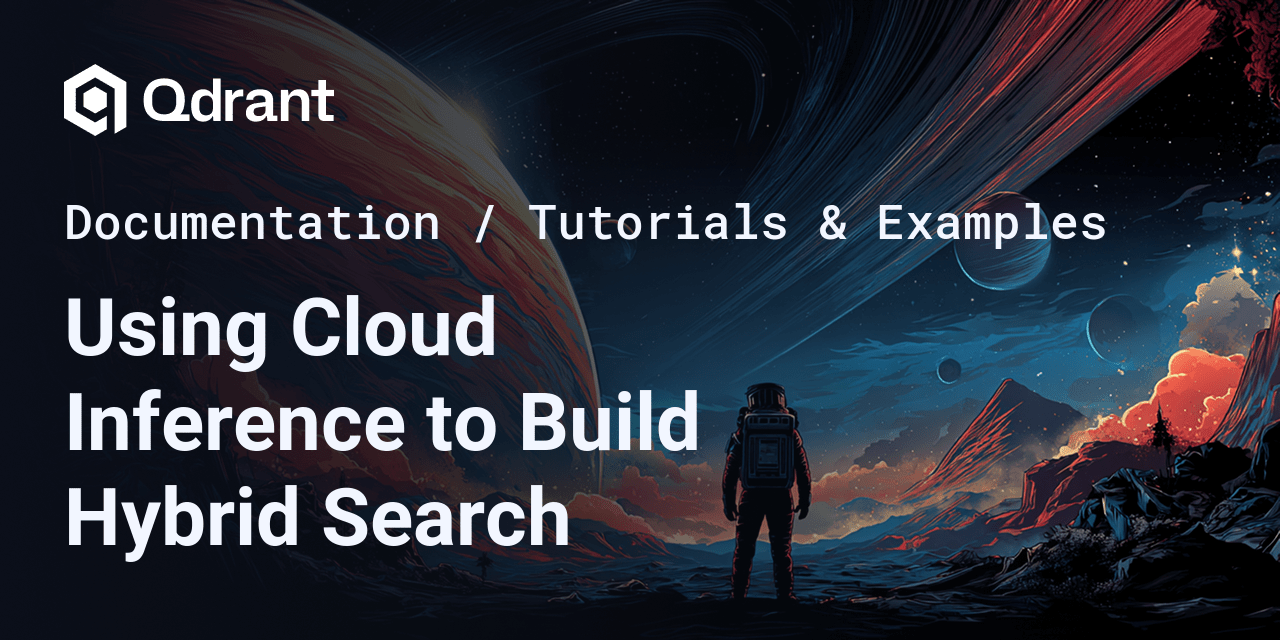 Qdrant
Documentation / Tutorials & Examples
Using Cloud
Inference to Build
Hybrid Search